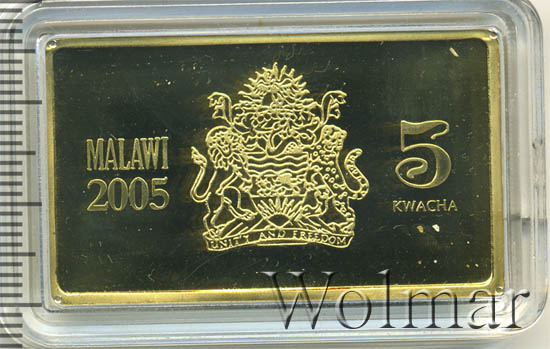 MALAWI
2005
5
KWACHA
UNITY AND FREEDOM
Wolmar